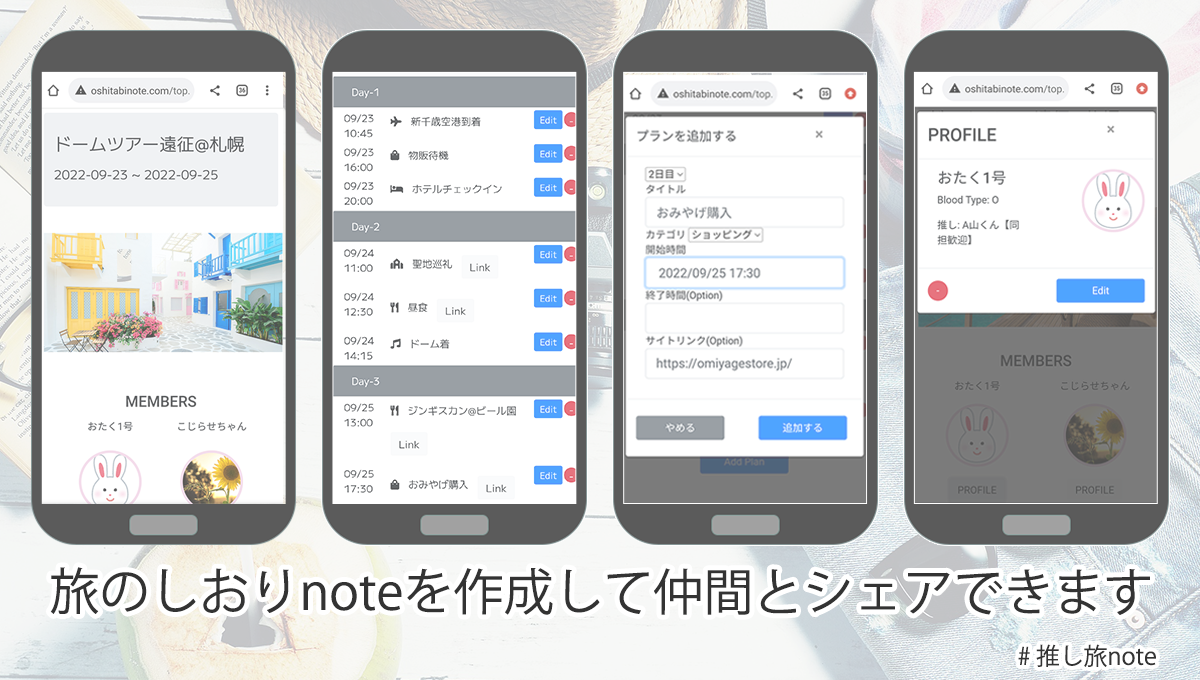 oshitabinote.com/top.
36
ドームツアー遠征@札幌
2022-09-23 ~ 2022-09-25
MEMBERS
おたく1号 こじらせちゃん
Day-1
09/23 10:45 新千歳空港到着 Edit -
09/23 16:00 物販待機 Edit -
09/23 20:00 ホテルチェックイン Edit -
Day-2
09/24 11:00 聖地巡礼 Link Edit -
09/24 12:30 昼食 Link Edit -
09/24 14:15 ドーム着 Edit -
Day-3
09/25 13:00 ジンギスカン@ビール園 Edit -
Link
09/25 17:30 おみやげ購入 Link Edit -
oshitabinote.com/top.
35
プランを追加する ×
2日目
タイトル
おみやげ購入
カテゴリ ショッピング
開始時間
2022/09/25 17:30
終了時間(Option)
サイトリンク(Option)
https://omiyagestore.jp/
やめる 追加する
Add Plan
oshitabinote.com/top.
35
PROFILE ×
おたく1号
Blood Type: O
推し: A山くん【同
担歓迎】
- Edit
MEMBERS
おたく1号 こじらせちゃん
PROFILE PROFILE
旅のしおりnoteを作成して仲間とシェアできます
# 推し旅note